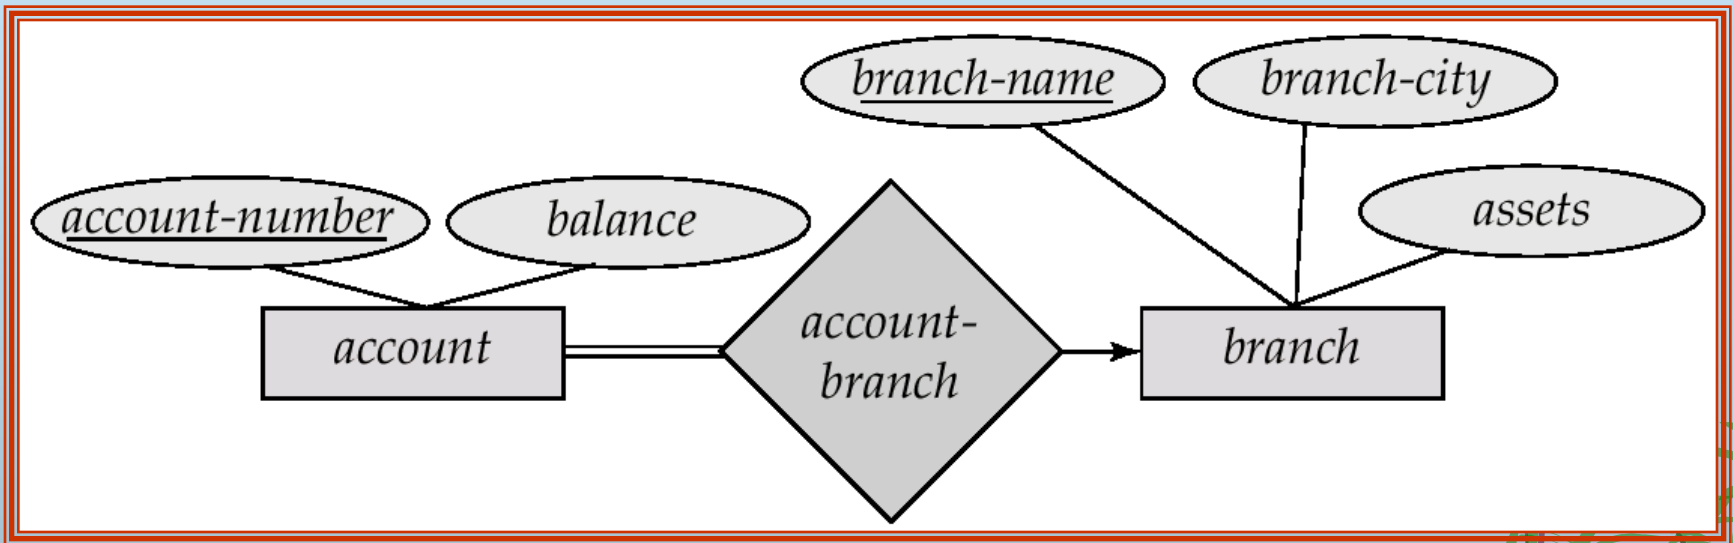 branch-name
branch-city
account-number
balance
assets
account
account-
branch
branch